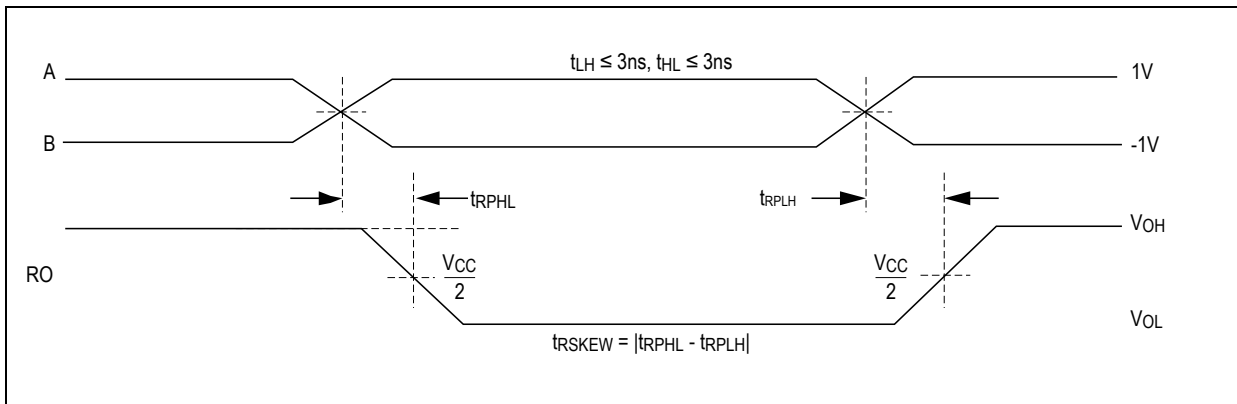 A
tLH ≤ 3ns, tHL ≤ 3ns
1V
B
-1V
tRPHL
tRPLH
VOH
RO
VCC
2
VCC
2
VOL
tRSKEW = |tRPHL - tRPLH|